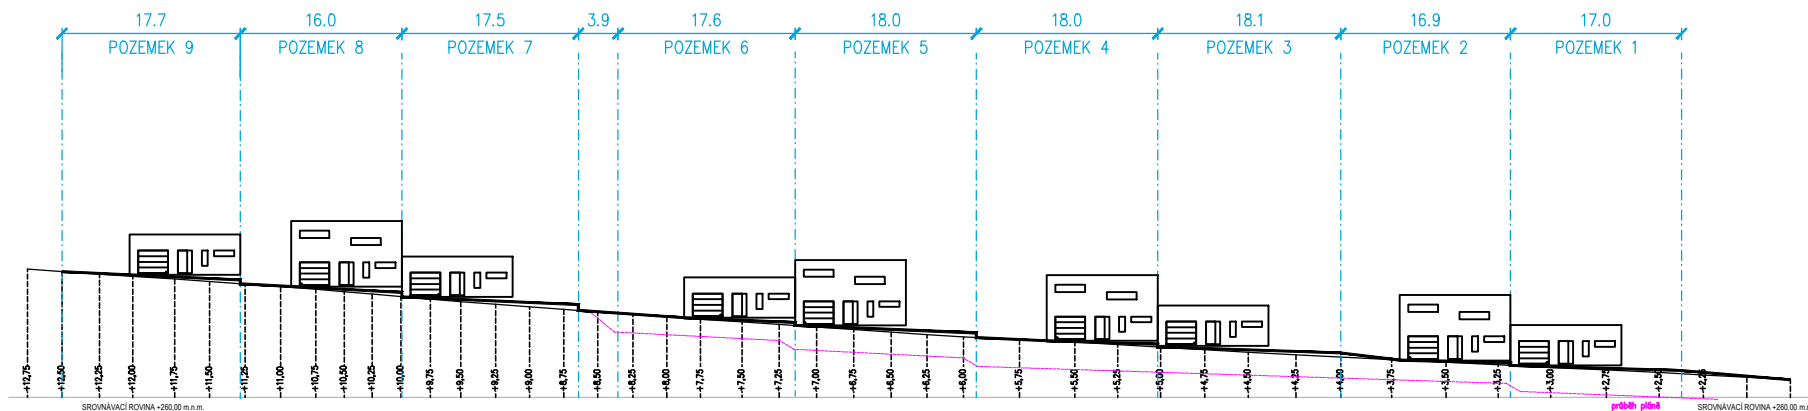 17.7 16.0 17.5 3.9 17.6 18.0 18.0 18.1 16.9 17.0
POZEMEK 9 POZEMEK 8 POZEMEK 7 POZEMEK 6 POZEMEK 5 POZEMEK 4 POZEMEK 3 POZEMEK 2 POZEMEK 1
+12,75 +12,50 +12,25 +12,00 +11,75 +11,50 +11,25 +11,00 +10,75 +10,50 +10,25 +10,00 +9,75 +9,50 +9,25 +9,00 +8,75 +8,50 +8,25 +8,00 +7,75 +7,50 +7,25 +7,00 +6,75 +6,50 +6,25 +6,00 +5,75 +5,50 +5,25 +5,00 +4,75 +4,50 +4,25 +4,00 +3,75 +3,50 +3,25 +3,00 +2,75 +2,50 +2,25
SROVNÁVACÍ ROVINA +260,00 m.n.m. průběh pláně SROVNÁVACÍ ROVINA +260,00 m.n